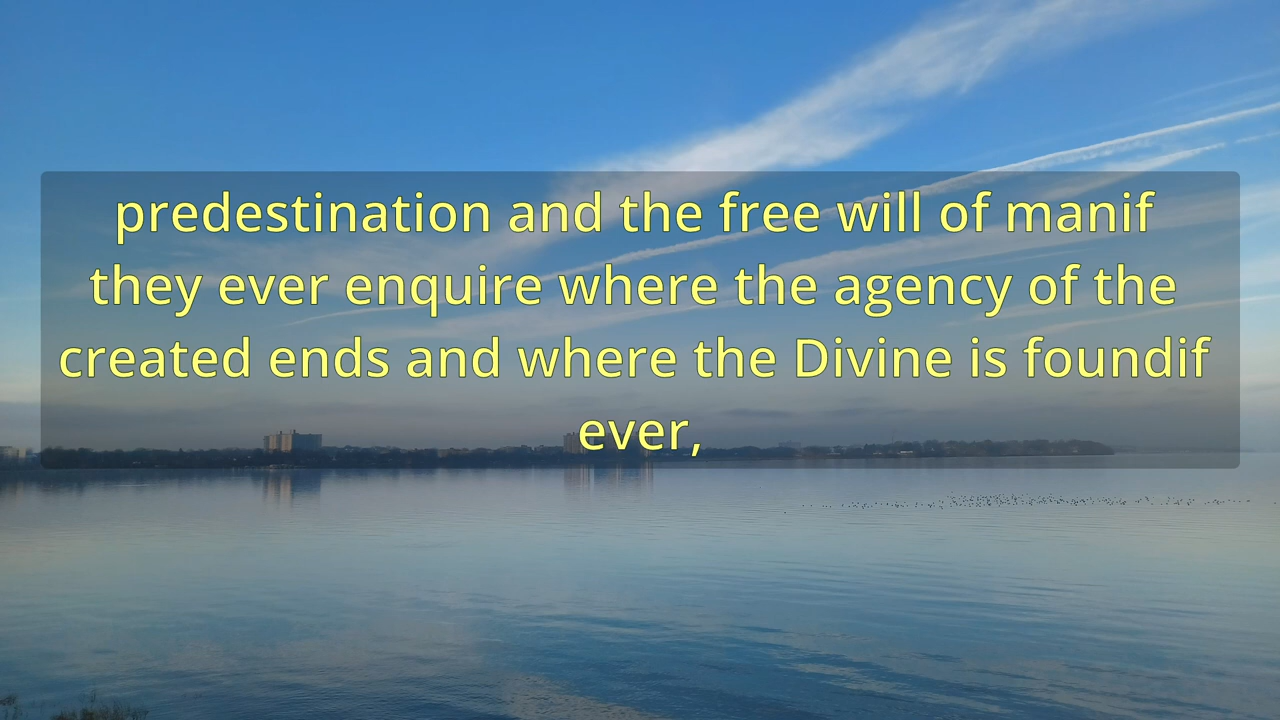 predestination and the free will of manif
they ever enquire where the agency of the
created ends and where the Divine is foundif
ever,